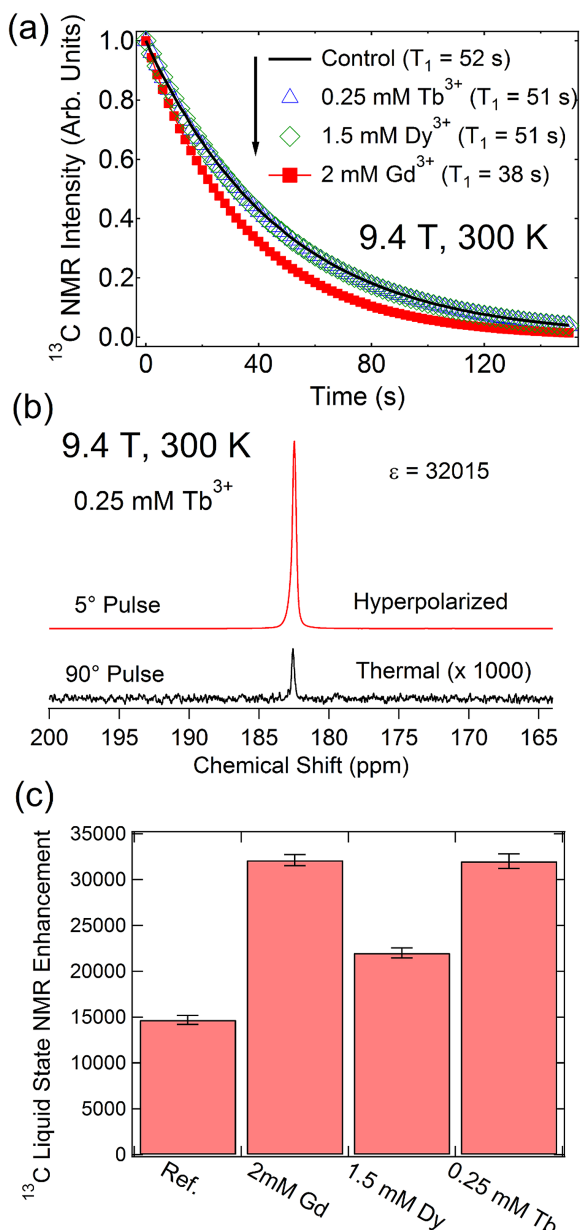 (a)
1.0
0.8
0.6
0.4
0.2
0.0
¹³C NMR Intensity (Arb. Units)
Control (T₁ = 52 s)
0.25 mM Tb³⁺ (T₁ = 51 s)
1.5 mM Dy³⁺ (T₁ = 51 s)
2 mM Gd³⁺ (T₁ = 38 s)
9.4 T, 300 K
0 40 80 120
Time (s)
(b)
9.4 T, 300 K
ε = 32015
0.25 mM Tb³⁺
5° Pulse Hyperpolarized
90° Pulse Thermal (x 1000)
200 195 190 185 180 175 170 165
Chemical Shift (ppm)
(c)
35000
30000
25000
20000
15000
10000
5000
0
¹³C Liquid State NMR Enhancement
Ref. 2mM Gd 1.5 mM Dy 0.25 mM Tb